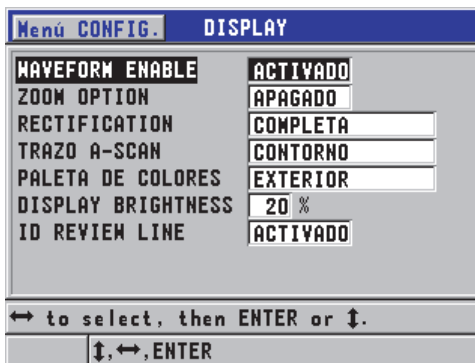 Menú CONFIG. DISPLAY
WAVEFORM ENABLE ACTIVADO
ZOOM OPTION APAGADO
RECTIFICATION COMPLETA
TRAZO A-SCAN CONTORNO
PALETA DE COLORES EXTERIOR
DISPLAY BRIGHTNESS 20 %
ID REVIEW LINE ACTIVADO
↔ to select, then ENTER or ↕.
↕,↔,ENTER